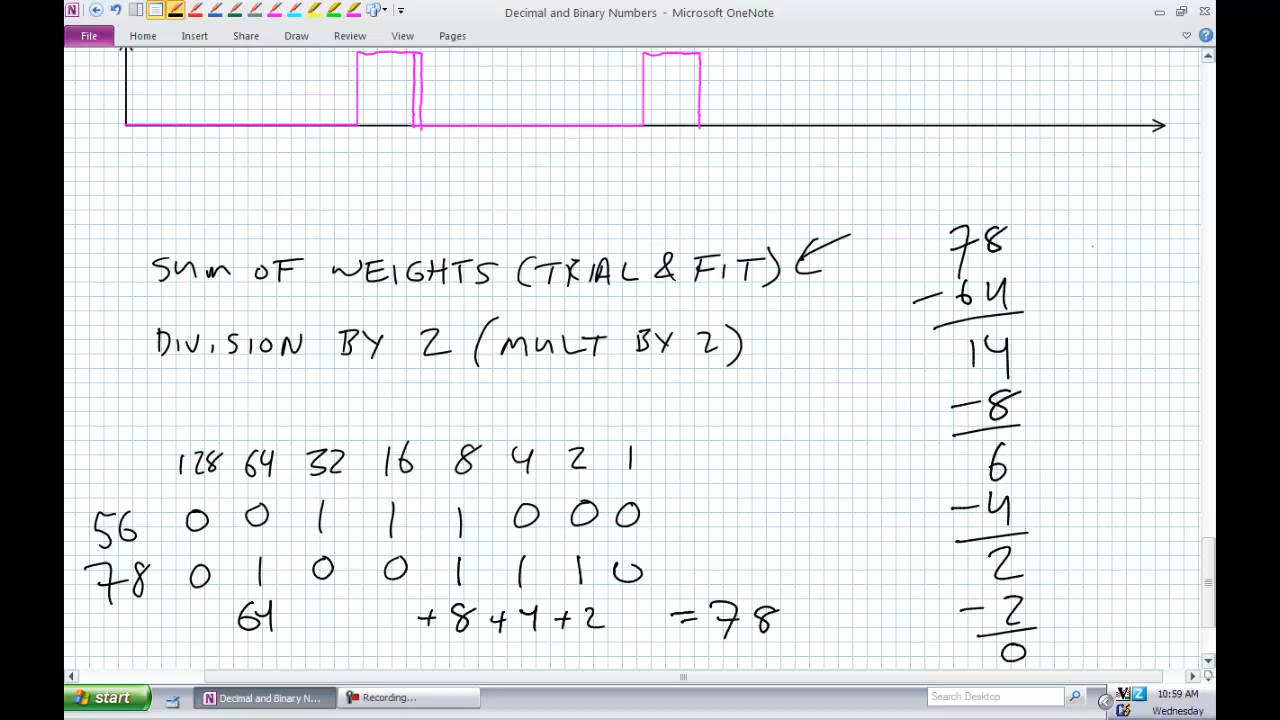 Decimal and Binary Numbers - Microsoft OneNote
File Home Insert Share Draw Review View Pages
SUM OF WEIGHTS (TRIAL & FIT)
DIVISION BY 2 (MULT BY 2)
78
-64
14
-8
6
-4
2
-2
0
128 64 32 16 8 4 2 1
56 0 0 1 1 1 0 0 0
78 0 1 0 0 1 1 1 0
64 +8+4+2 =78
start
Decimal and Binary N...
Recording...
Search Desktop
10:59 AM
Wednesday